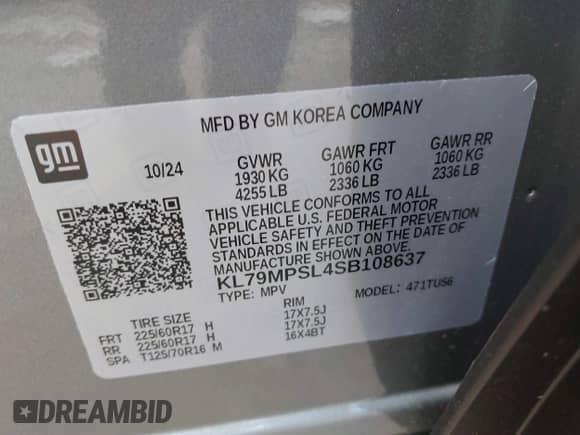 MFD BY GM KOREA COMPANY
gm
10/24
GVWR GAWR FRT GAWR RR
1930 KG 1060 KG 1060 KG
4255 LB 2336 LB 2336 LB
THIS VEHICLE CONFORMS TO ALL
APPLICABLE U.S. FEDERAL MOTOR
VEHICLE SAFETY AND THEFT PREVENTION
STANDARDS IN EFFECT ON THE DATE OF
MANUFACTURE SHOWN ABOVE.
KL79MPSL4SB108637
TYPE: MPV MODEL: 471TU56
TIRE SIZE RIM
FRT 225/60R17 H 17X7.5J
RR 225/60R17 H 17X7.5J
SPA T125/70R16 M 16X4BT
DREAMBID